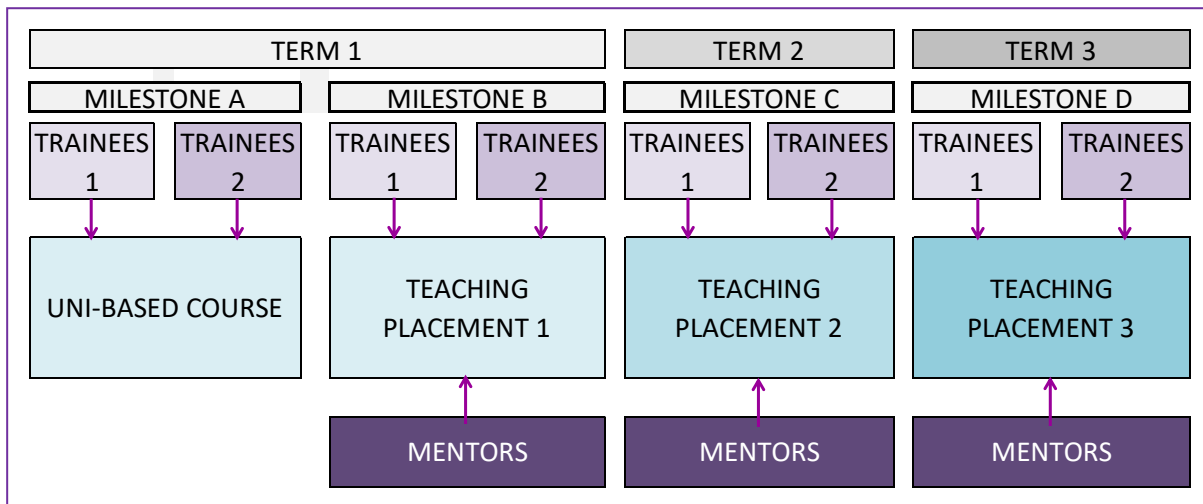 TERM 1
TERM 2
TERM 3
MILESTONE A
MILESTONE B
MILESTONE C
MILESTONE D
TRAINEES
1
TRAINEES
2
TRAINEES
1
TRAINEES
2
TRAINEES
1
TRAINEES
2
TRAINEES
1
TRAINEES
2
UNI-BASED COURSE
TEACHING
PLACEMENT 1
TEACHING
PLACEMENT 2
TEACHING
PLACEMENT 3
MENTORS
MENTORS
MENTORS